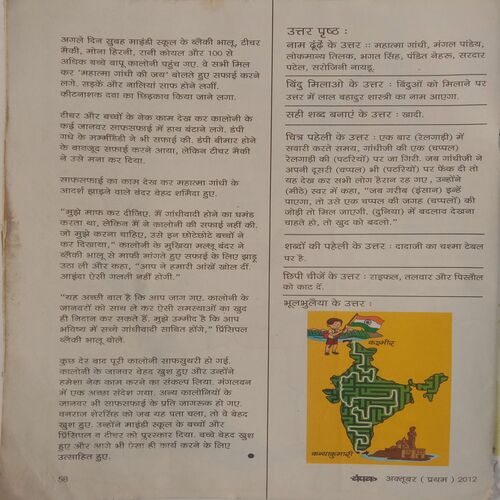 अगले दिन सुबह माइंडी स्कूल के ब्लैकी भालू, टीचर
मैकी, मोना हिरनी, रानी कोयल और 100 से
अधिक बच्चे बापू कालोनी पहुंच गए. वे सभी मिल
कर 'महात्मा गांधी की जय' बोलते हुए सफाई करने
लगे. सड़कें और नालियां साफ होने लगीं.
कीटनाशक दवा का छिड़काव किया जाने लगा.
टीचर और बच्चों के नेक काम देख कर कालोनी के
कई जानवर साफसफाई में हाथ बंटाने लगे. डंपी
गधे के मम्मीडैडी ने भी सफाई की. डंपी बीमार होने
के बावजूद सफाई करने आया, लेकिन टीचर मैकी
ने उसे मना कर दिया.
साफसफाई का काम देख कर महात्मा गांधी के
आदर्श झाड़ने वाले बंदर बेहद शर्मिंदा हुए.
"मुझे माफ कर दीजिए. मैं गांधीवादी होने का घमंड
करता था, लेकिन मैं ने कालोनी की सफाई नहीं की.
जो मुझे करना चाहिए, उसे इन छोटेछोटे बच्चों ने
कर दिखाया," कालोनी के मुखिया मल्लू बंदर ने
ब्लैकी भालू से माफी मांगते हुए सफाई के लिए झाड़ू
उठा ली और कहा, "आप ने हमारी आंखें खोल दीं.
आइंदा ऐसी गलती नहीं होगी."
"यह अच्छी बात है कि आप जाग गए. कालोनी के
जानवरों को साथ ले कर ऐसी समस्याओं का खुद
ही निदान कर सकते हैं. मुझे उम्मीद है कि आप
भविष्य में सच्चे गांधीवादी साबित होंगे," प्रिंसिपल
ब्लैकी भालू बोले.
कुछ देर बाद पूरी कालोनी साफसुथरी हो गई.
कालोनी के जानवर बेहद खुश हुए और उन्होंने
हमेशा नेक काम करने का संकल्प लिया. मंगलवन
में एक अच्छा संदेश गया. अन्य कालोनियों के
जानवर भी साफसफाई के प्रति जागरूक हो गए.
वनराज शेरसिंह को जब यह पता चला, तो वे बेहद
खुश हुए. उन्होंने माइंडी स्कूल के बच्चों और
प्रिंसिपल व टीचर को पुरस्कार दिया. बच्चे बेहद खुश
हुए और आगे भी ऐसा ही कार्य करने के लिए
उत्साहित हुए.
58
उत्तर पृष्ठ :
नाम ढूंढ़ें के उत्तर :: महात्मा गांधी, मंगल पांडेय,
लोकमान्य तिलक, भगत सिंह, पंडित नेहरू, सरदार
पटेल, सरोजिनी नायडू.
बिंदु मिलाओ के उत्तर : बिंदुओं को मिलाने पर
उत्तर में लाल बहादुर शास्त्री का नाम आएगा.
सही शब्द बनाएं के उत्तर : खादी.
चित्र पहेली के उत्तर : एक बार (रेलगाड़ी) में
सवारी करते समय, गांधीजी की एक (चप्पल)
रेलगाड़ी की (पटरियों) पर जा गिरी. जब गांधीजी ने
अपनी दूसरी (चप्पल) भी (पटरियों) पर फेंक दी तो
यह देख कर सभी लोग हैरान रह गए , उन्होंने
(मीठे) स्वर में कहा, "जब गरीब (इंसान) इन्हें
पाएगा, तो उसे एक चप्पल की जगह (चप्पलों) की
जोड़ी तो मिल जाएगी. (दुनिया) में बदलाव देखना
चाहते हो, तो खुद को बदलो."
शब्दों की पहेली के उत्तर : दादाजी का चश्मा टेबल
पर है.
छिपी चीजें के उत्तर : राइफल, तलवार और पिस्तौल
को काट दें.
भूलभुलैया के उत्तर :
कश्मीर
कन्याकुमारी
चंपक अक्तूबर ( प्रथम ) 2012